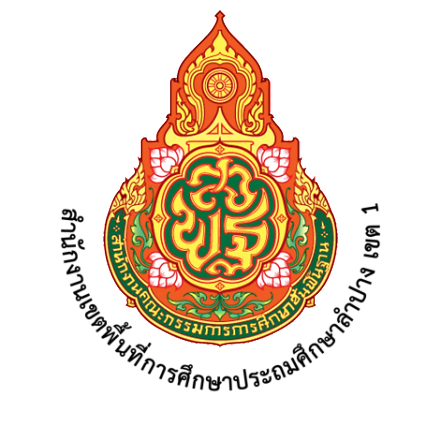 สำนักงานคณะกรรมการการศึกษาขั้นพื้นฐาน
สำนักงานเขตพื้นที่การศึกษาประถมศึกษาลำปาง เขต 1